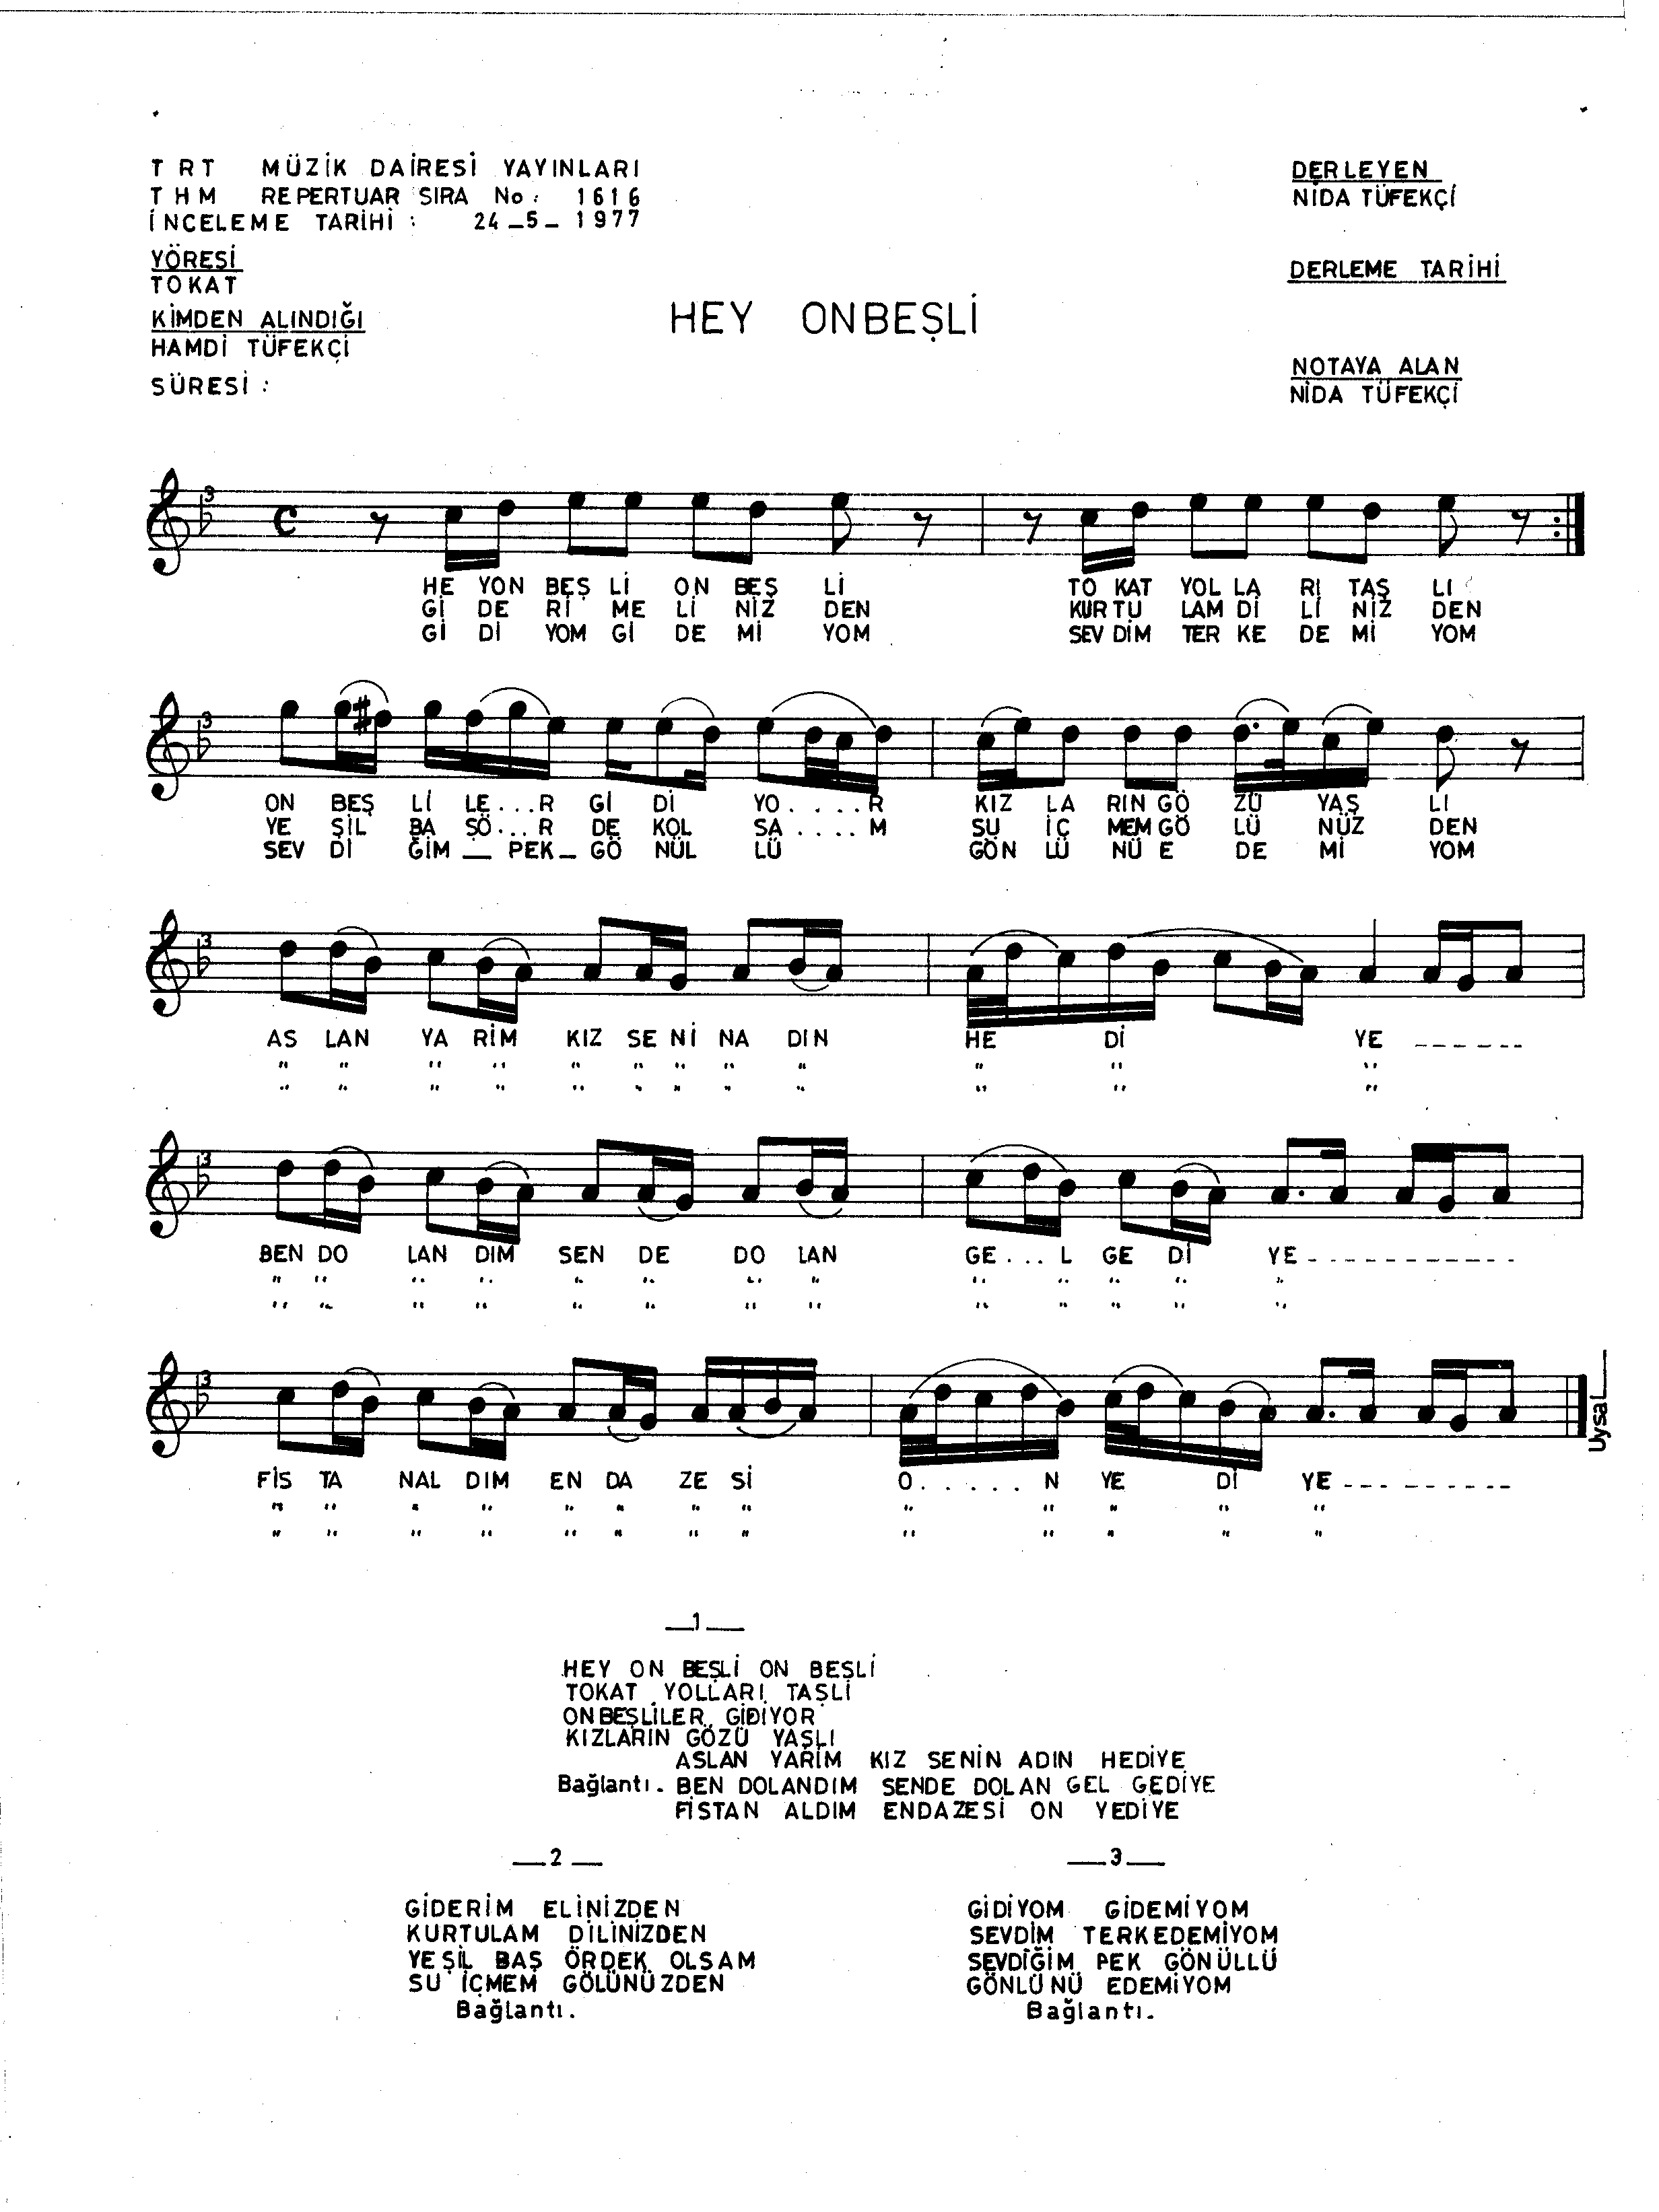 TRT MÜZİK DAİRESİ YAYINLARI
THM REPERTUAR SIRA No: 1616
İNCELEME TARİHİ : 24_5_1977
YÖRESİ
TOKAT
KİMDEN ALINDIĞI
HAMDİ TÜFEKÇİ
SÜRESİ :
HEY ONBEŞLİ
DERLEYEN
NİDA TÜFEKÇİ
DERLEME TARİHİ
NOTAYA ALAN
NİDA TÜFEKÇİ
HE YON BEŞ Lİ ON BEŞ Lİ TO KAT YOL LA RI TAŞ LI
Gİ DE Rİ ME Lİ NİZ DEN KUR TU LAM Dİ Lİ NİZ DEN
Gİ Dİ YOM Gİ DE Mİ YOM SEV DİM TER KE DE Mİ YOM
ON BEŞ Lİ LE...R Gİ Dİ YO....R KIZ LA RIN GÖ ZÜ YAŞ LI
YE ŞİL BA ŞÖ...R DE KOL SA....M SU İÇ MEM GÖ LÜ NÜZ DEN
SEV Dİ ĞİM __ PEK_ GÖ NÜL LÜ GÖN LÜ NÜ E DE Mİ YOM
AS LAN YA RİM KIZ SE Nİ NA DIN HE Dİ YE ------
" " " " " " " " " " " "
" " " " " " " " " " " "
BEN DO LAN DIM SEN DE DO LAN GE...L GE Dİ YE------------
" " " " " " " " " " " " "
" " " " " " " " " " " " "
FİS TA NAL DIM EN DA ZE Sİ O.....N YE Dİ YE----------
" " " " " " " " " " " " "
" " " " " " " " " " " " "
Uysal
__1__
HEY ON BEŞLİ ON BEŞLİ
TOKAT YOLLARI TAŞLİ
ONBEŞLİLER GİDİYOR
KIZLARIN GÖZÜ YAŞLI
ASLAN YARİM KIZ SENİN ADIN HEDİYE
Bağlantı. BEN DOLANDIM SENDE DOLAN GEL GEDİYE
FİSTAN ALDIM ENDAZESİ ON YEDİYE
__2__
GİDERİM ELİNİZDEN
KURTULAM DİLİNİZDEN
YEŞİL BAŞ ÖRDEK OLSAM
SU İÇMEM GÖLÜNÜZDEN
Bağlantı.
__3__
GİDİYOM GİDEMİYOM
SEVDİM TERKEDEMİYOM
SEVDİĞİM PEK GÖNÜLLÜ
GÖNLÜNÜ EDEMİYOM
Bağlantı.